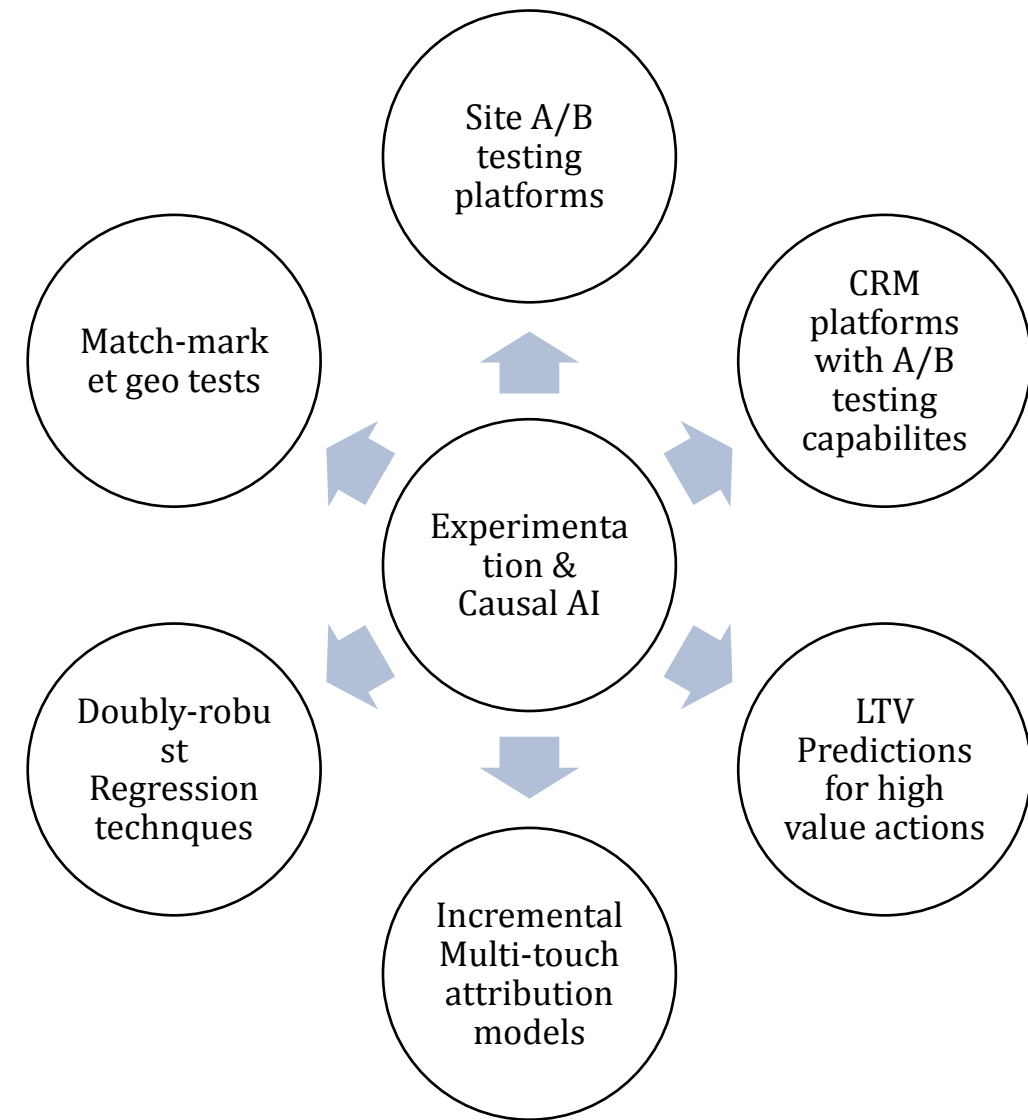 Site A/B
testing
platforms
CRM
platforms
with A/B
testing
capabilites
LTV
Predictions
for high
value actions
Incremental
Multi-touch
attribution
models
Doubly-robu
st
Regression
technques
Match-mark
et geo tests
Experimenta
tion &
Causal AI